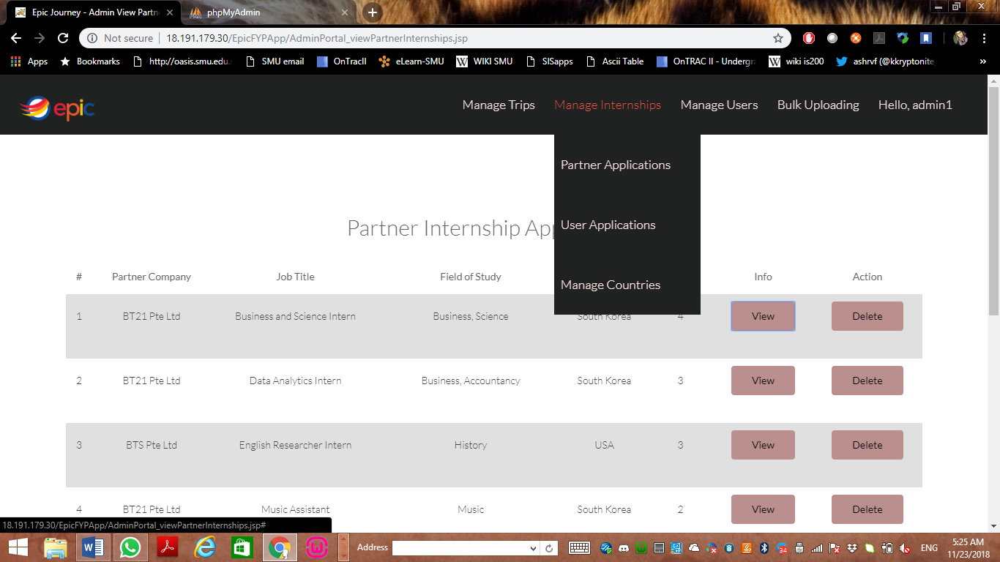 Epic Journey - Admin View Partn
phpMyAdmin
Not secure
18.191.179.30/EpicFYPApp/AdminPortal_viewPartnerInternships.jsp
Apps
Bookmarks
http://oasis.smu.edu.
SMU email
OnTracII
eLearn-SMU
WIKI SMU
SISapps
Ascii Table
OnTRAC II - Undergra
wiki is200
ashrvf (@kkryptonite
»
epic
Manage Trips
Manage Internships
Manage Users
Bulk Uploading
Hello, admin1
Partner Applications
User Applications
Manage Countries
Partner Internship App
# Partner Company Job Title Field of Study Info Action
1 BT21 Pte Ltd Business and Science Intern Business, Science South Korea 4 View Delete
2 BT21 Pte Ltd Data Analytics Intern Business, Accountancy South Korea 3 View Delete
3 BTS Pte Ltd English Researcher Intern History USA 3 View Delete
4 BT21 Pte Ltd Music Assistant Music South Korea 2 View Delete
18.191.179.30/EpicFYPApp/AdminPortal_viewPartnerInternships.jsp#
Address
ENG
5:25 AM
11/23/2018